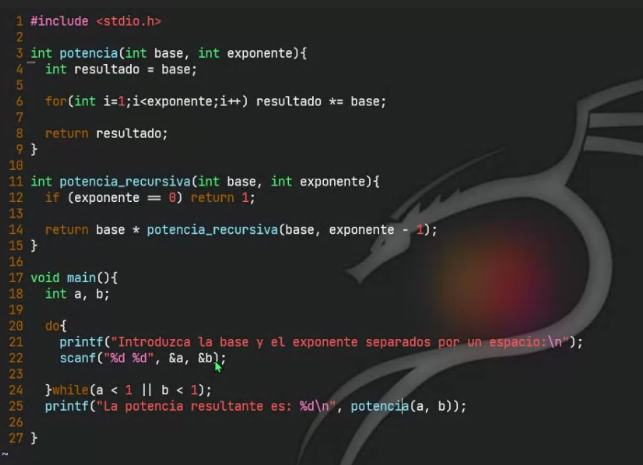 1 #include <stdio.h>
2
3 int potencia(int base, int exponente){
4   int resultado = base;
5
6   for(int i=1;i<exponente;i++) resultado *= base;
7
8   return resultado;
9 }
10
11 int potencia_recursiva(int base, int exponente){
12   if (exponente == 0) return 1;
13
14   return base * potencia_recursiva(base, exponente - 1);
15 }
16
17 void main(){
18   int a, b;
19
20   do{
21     printf("Introduzca la base y el exponente separados por un espacio:\n");
22     scanf("%d %d", &a, &b);
23
24   }while(a < 1 || b < 1);
25   printf("La potencia resultante es: %d\n", potencia(a, b));
26
27 }
~